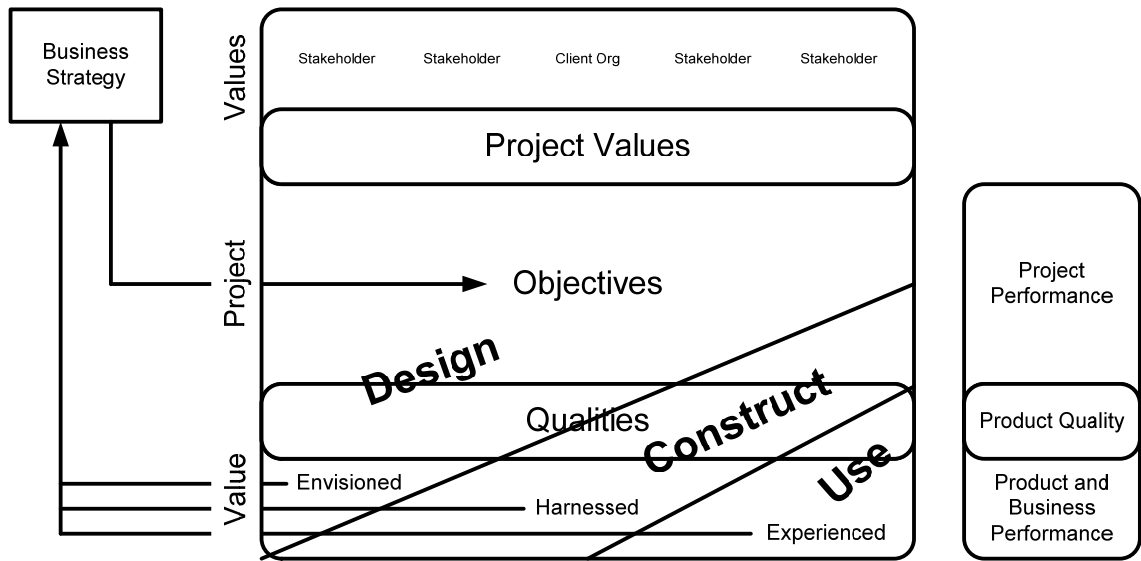 Business
Strategy
Values
Stakeholder Stakeholder Client Org Stakeholder Stakeholder
Project Values
Project
Objectives
Project
Performance
Design
Construct
Use
Qualities
Product Quality
Value
Envisioned
Harnessed
Experienced
Product and
Business
Performance